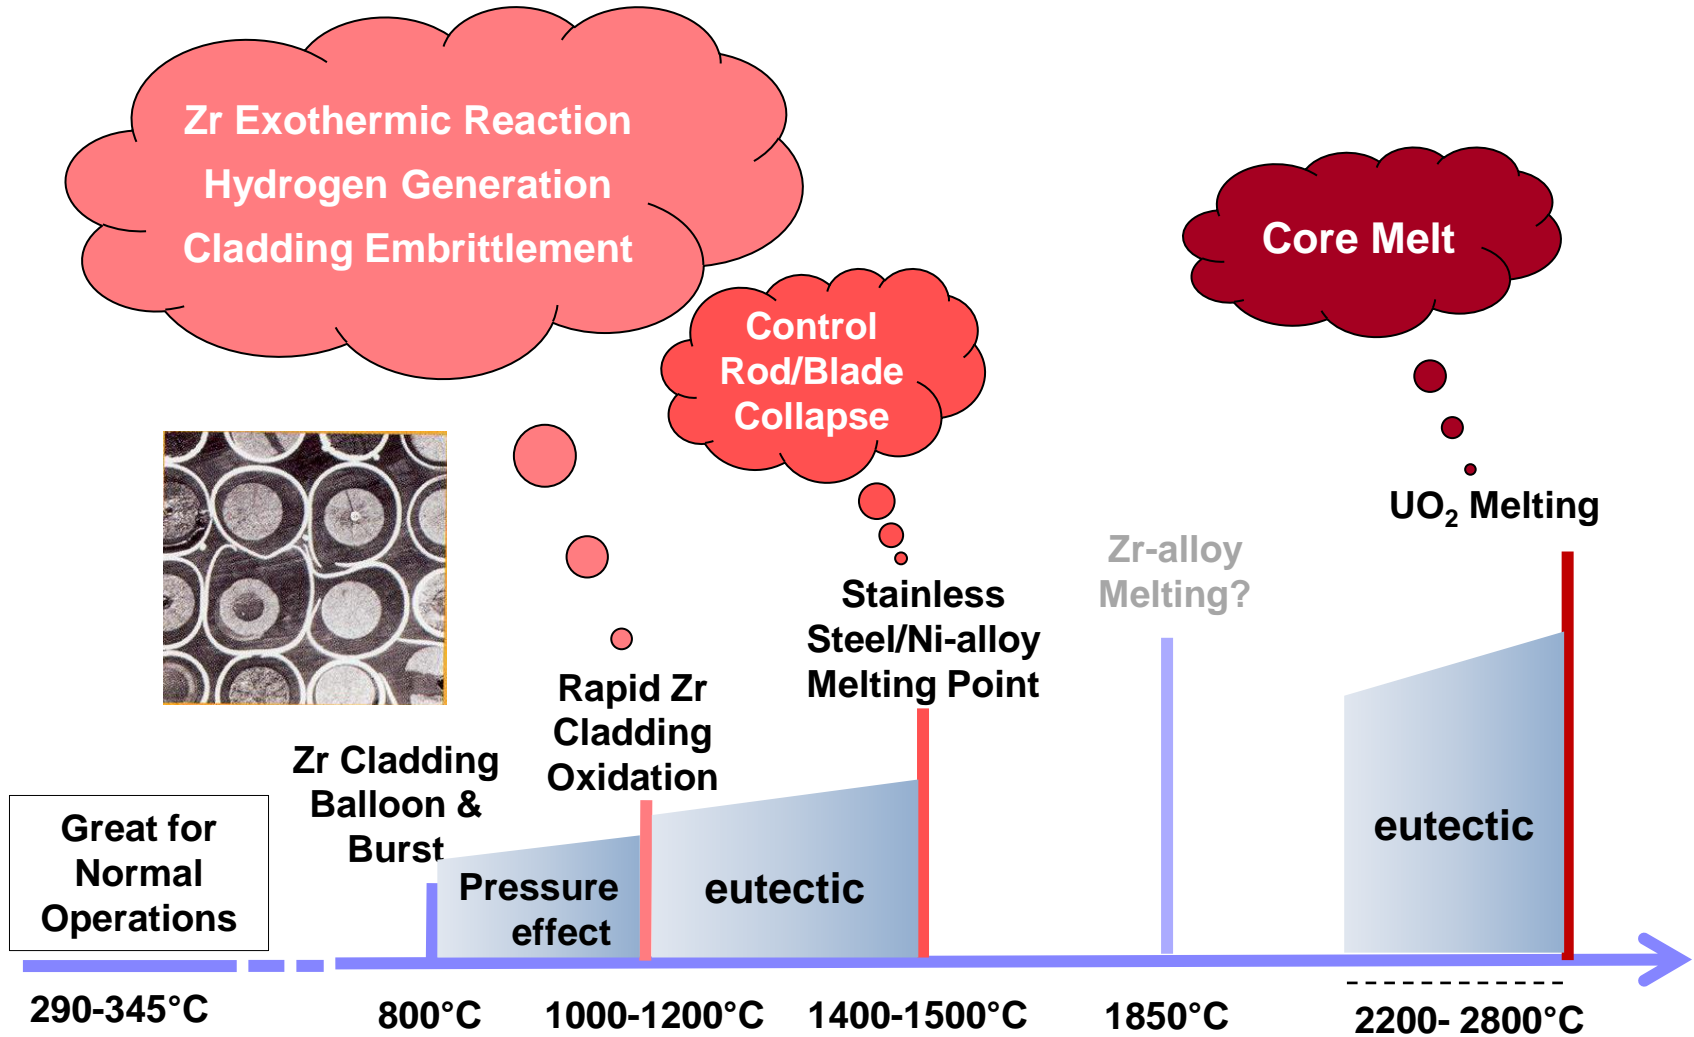 Zr Exothermic Reaction
Hydrogen Generation
Cladding Embrittlement
Control
Rod/Blade
Collapse
Core Melt
UO₂ Melting
Zr-alloy
Melting?
Stainless
Steel/Ni-alloy
Melting Point
Rapid Zr
Cladding
Oxidation
Zr Cladding
Balloon &
Burst
Great for
Normal
Operations
Pressure
effect
eutectic
eutectic
290-345°C
800°C
1000-1200°C
1400-1500°C
1850°C
2200- 2800°C